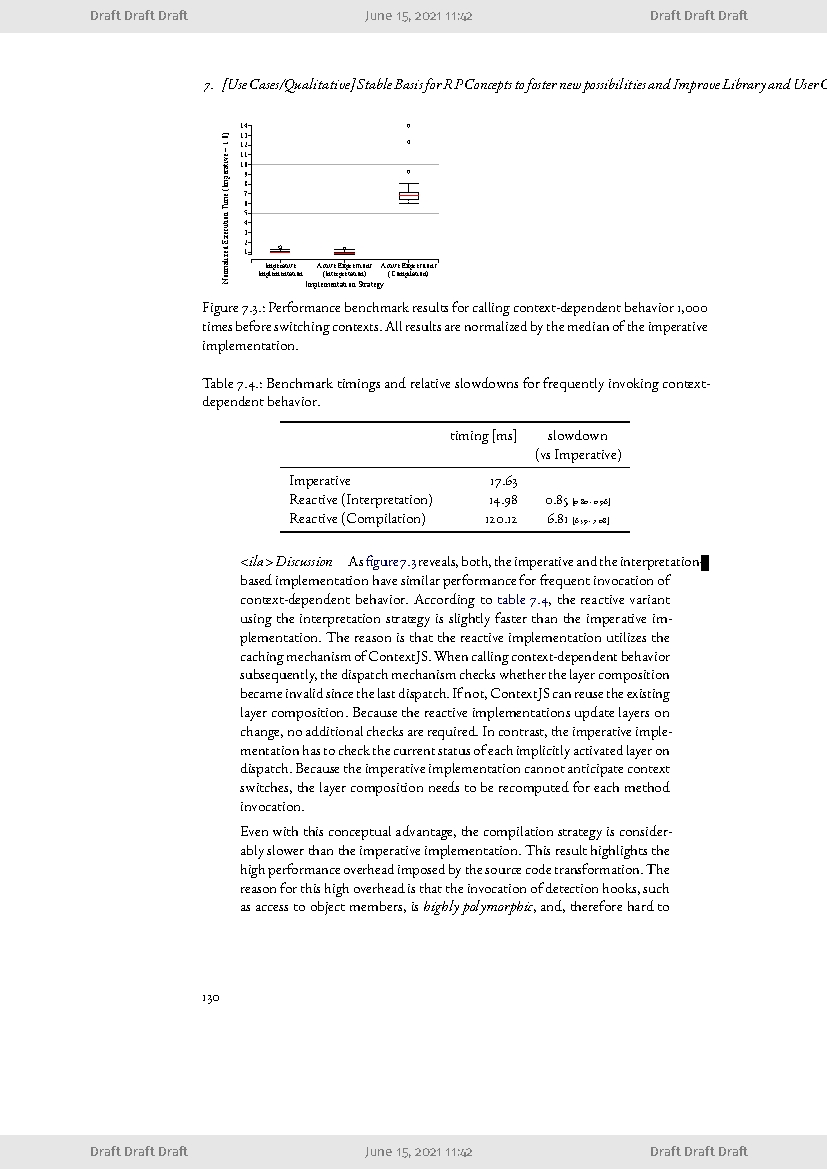 Draft Draft Draft June 15, 2021 11:42 Draft Draft Draft
7. [Use Cases/Qualitative] Stable Basis for RP Concepts to foster new possibilities and Improve Library and User
14
13
12
11
10
9
8
7
6
5
4
3
2
1
Normalized Execution Time (Imperative = 1.0)
Imperative Implementation
Active Expressions (Interpretation)
Active Expressions (Compilation)
Implementation Strategy
Figure 7.3.: Performance benchmark results for calling context-dependent behavior 1,000
times before switching contexts. All results are normalized by the median of the imperative
implementation.
Table 7.4.: Benchmark timings and relative slowdowns for frequently invoking context-
dependent behavior.
timing [ms] slowdown
(vs Imperative)
Imperative 17.63
Reactive (Interpretation) 14.98 0.85 [0.80 - 0.96]
Reactive (Compilation) 120.12 6.81 [6.59 - 7.08]
<ila> Discussion As figure 7.3 reveals, both, the imperative and the interpretation-
based implementation have similar performance for frequent invocation of
context-dependent behavior. According to table 7.4, the reactive variant
using the interpretation strategy is slightly faster than the imperative im-
plementation. The reason is that the reactive implementation utilizes the
caching mechanism of ContextJS. When calling context-dependent behavior
subsequently, the dispatch mechanism checks whether the layer composition
became invalid since the last dispatch. If not, ContextJS can reuse the existing
layer composition. Because the reactive implementations update layers on
change, no additional checks are required. In contrast, the imperative imple-
mentation has to check the current status of each implicitly activated layer on
dispatch. Because the imperative implementation cannot anticipate context
switches, the layer composition needs to be recomputed for each method
invocation.
Even with this conceptual advantage, the compilation strategy is consider-
ably slower than the imperative implementation. This result highlights the
high performance overhead imposed by the source code transformation. The
reason for this high overhead is that the invocation of detection hooks, such
as access to object members, is highly polymorphic, and, therefore hard to
130
Draft Draft Draft June 15, 2021 11:42 Draft Draft Draft